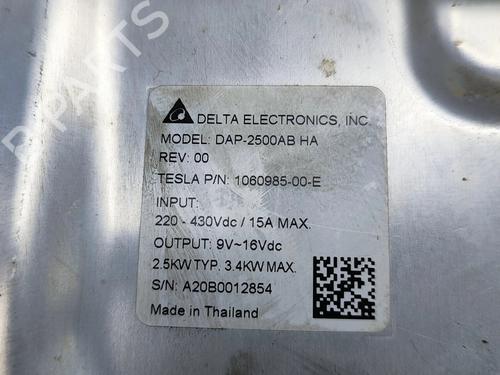 B PARTS
DELTA ELECTRONICS, INC.
MODEL: DAP-2500AB HA
REV: 00
TESLA P/N: 1060985-00-E
INPUT:
220 - 430Vdc / 15A MAX.
OUTPUT: 9V~16Vdc
2.5KW TYP. 3.4KW MAX.
S/N: A20B0012854
Made in Thailand